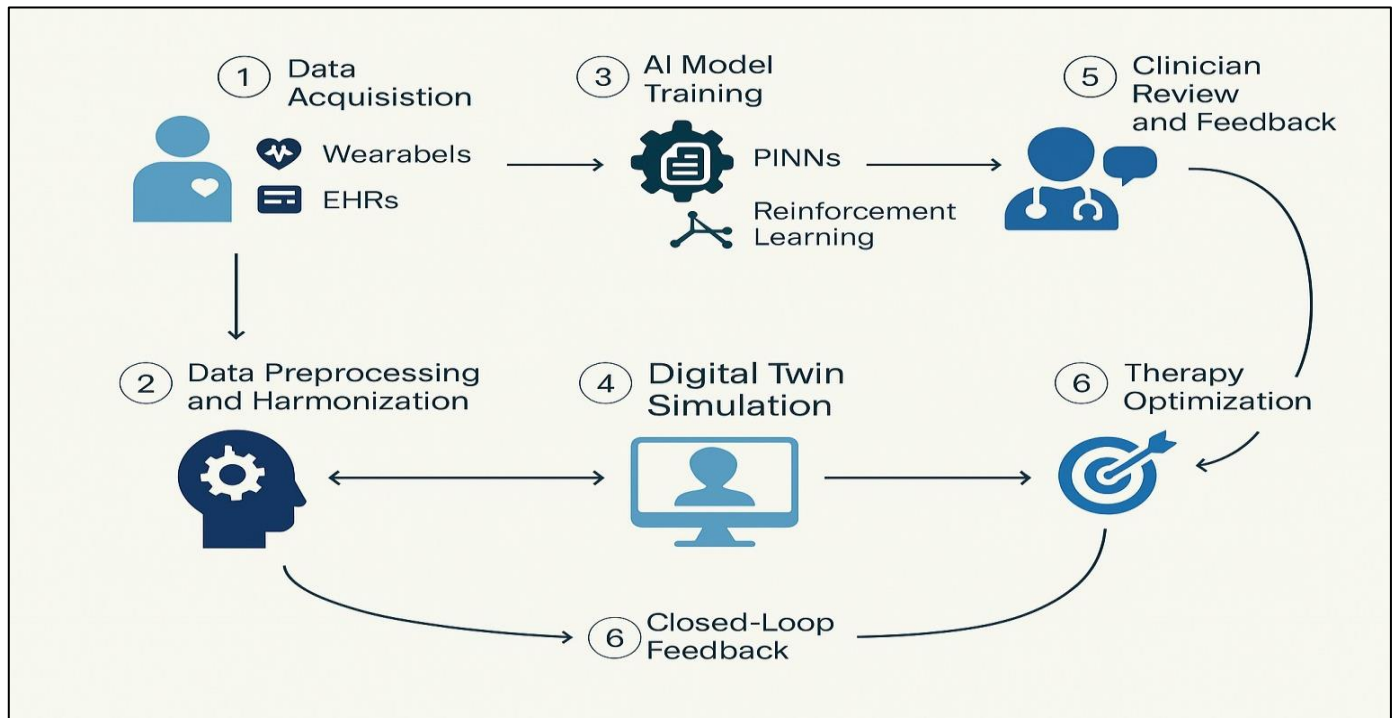 1
Data
Acquisistion
Wearabels
EHRs
3
AI Model
Training
PINNs
Reinforcement
Learning
5
Clinician
Review
and Feedback
2
Data Preprocessing
and Harmonization
4
Digital Twin
Simulation
6
Therapy
Optimization
6
Closed-Loop
Feedback